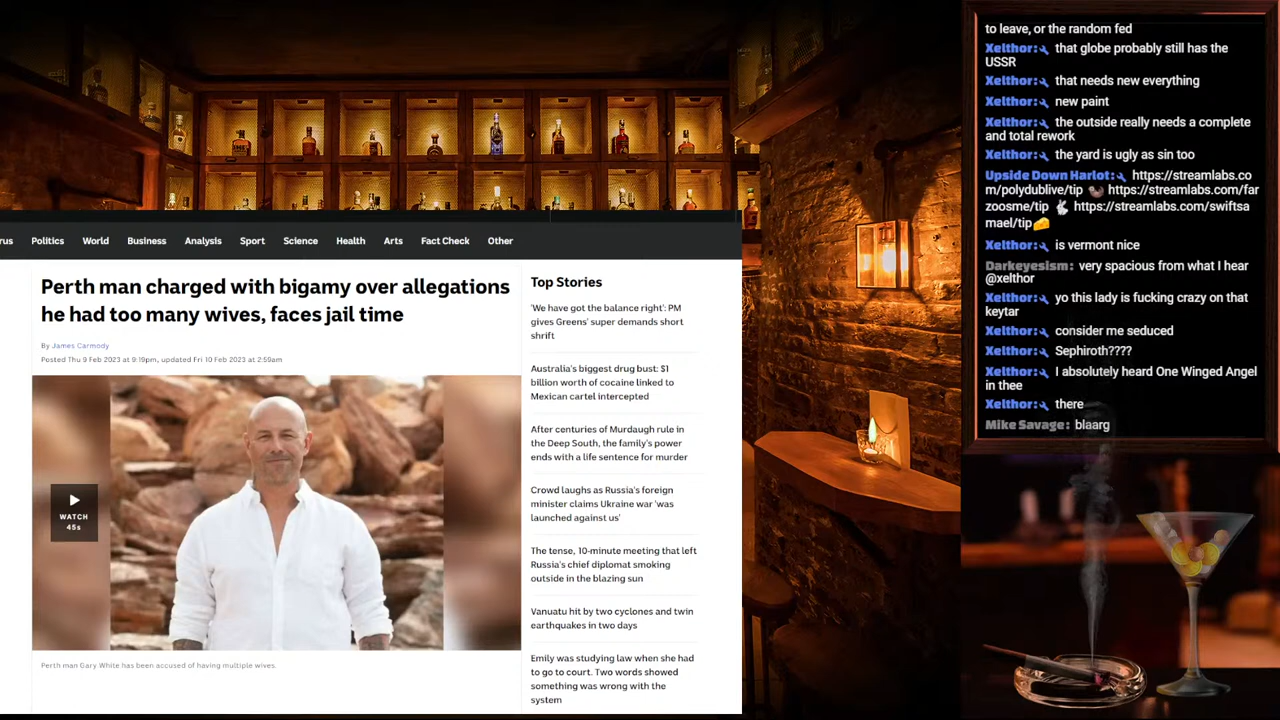 rus Politics World Business Analysis Sport Science Health Arts Fact Check Other
Perth man charged with bigamy over allegations
he had too many wives, faces jail time
By James Carmody
Posted Thu 9 Feb 2023 at 9:19pm, updated Fri 10 Feb 2023 at 2:59am
WATCH
45s
Perth man Gary White has been accused of having multiple wives.
Top Stories
'We have got the balance right': PM
gives Greens' super demands short
shrift
Australia's biggest drug bust: $1
billion worth of cocaine linked to
Mexican cartel intercepted
After centuries of Murdaugh rule in
the Deep South, the family's power
ends with a life sentence for murder
Crowd laughs as Russia's foreign
minister claims Ukraine war 'was
launched against us'
The tense, 10-minute meeting that left
Russia's chief diplomat smoking
outside in the blazing sun
Vanuatu hit by two cyclones and twin
earthquakes in two days
Emily was studying law when she had
to go to court. Two words showed
something was wrong with the
system
to leave, or the random fed
Xelthor: that globe probably still has the
USSR
Xelthor: that needs new everything
Xelthor: new paint
Xelthor: the outside really needs a complete
and total rework
Xelthor: the yard is ugly as sin too
Upside Down Harlot: https://streamlabs.co
m/polydublive/tip 🐿️ https://streamlabs.com/far
zoosme/tip 🐇 https://streamlabs.com/swiftsa
mael/tip🧀
Xelthor: is vermont nice
Darkeyesism: very spacious from what I hear
@xelthor
Xelthor: yo this lady is fucking crazy on that
keytar
Xelthor: consider me seduced
Xelthor: Sephiroth????
Xelthor: I absolutely heard One Winged Angel
in thee
Xelthor: there
Mike Savage: blaarg